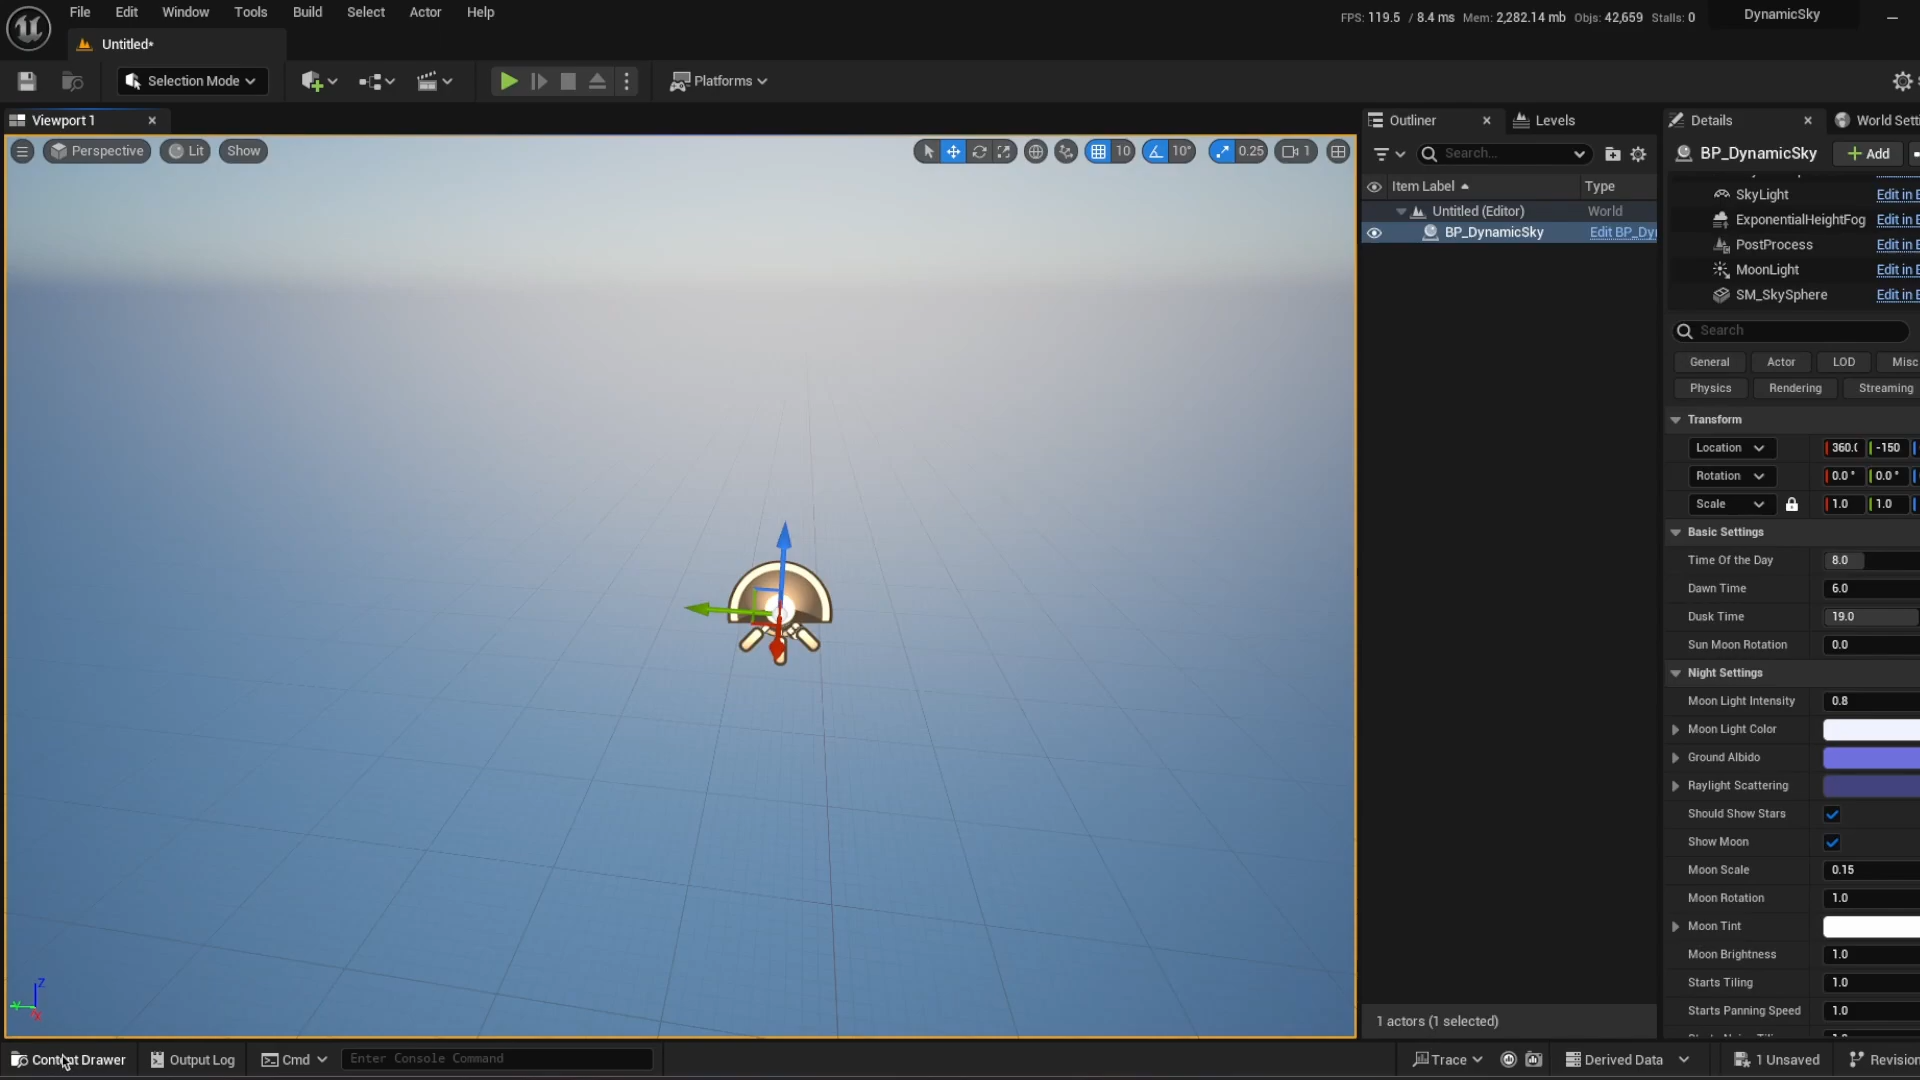 File Edit Window Tools Build Select Actor Help
FPS: 119.5 / 8.4 ms Mem: 2,282.14 mb Objs: 42,659 Stalls: 0
DynamicSky
Untitled*
Selection Mode
Platforms
Viewport 1
Perspective Lit Show
10 10° 0.25 1
Outliner Levels
Search...
Item Label Type
Untitled (Editor) World
BP_DynamicSky Edit BP_Dyn
1 actors (1 selected)
Details World Setti
BP_DynamicSky Add
SkyLight Edit in E
ExponentialHeightFog Edit in E
PostProcess Edit in E
MoonLight Edit in E
SM_SkySphere Edit in E
Search
General Actor LOD Misc
Physics Rendering Streaming
Transform
Location 360.( -150
Rotation 0.0 ° 0.0 °
Scale 1.0 1.0
Basic Settings
Time Of the Day 8.0
Dawn Time 6.0
Dusk Time 19.0
Sun Moon Rotation 0.0
Night Settings
Moon Light Intensity 0.8
Moon Light Color
Ground Albido
Raylight Scattering
Should Show Stars
Show Moon
Moon Scale 0.15
Moon Rotation 1.0
Moon Tint
Moon Brightness 1.0
Starts Tiling 1.0
Starts Panning Speed 1.0
Z
Y
X
Content Drawer Output Log Cmd Enter Console Command
Trace Derived Data 1 Unsaved Revision